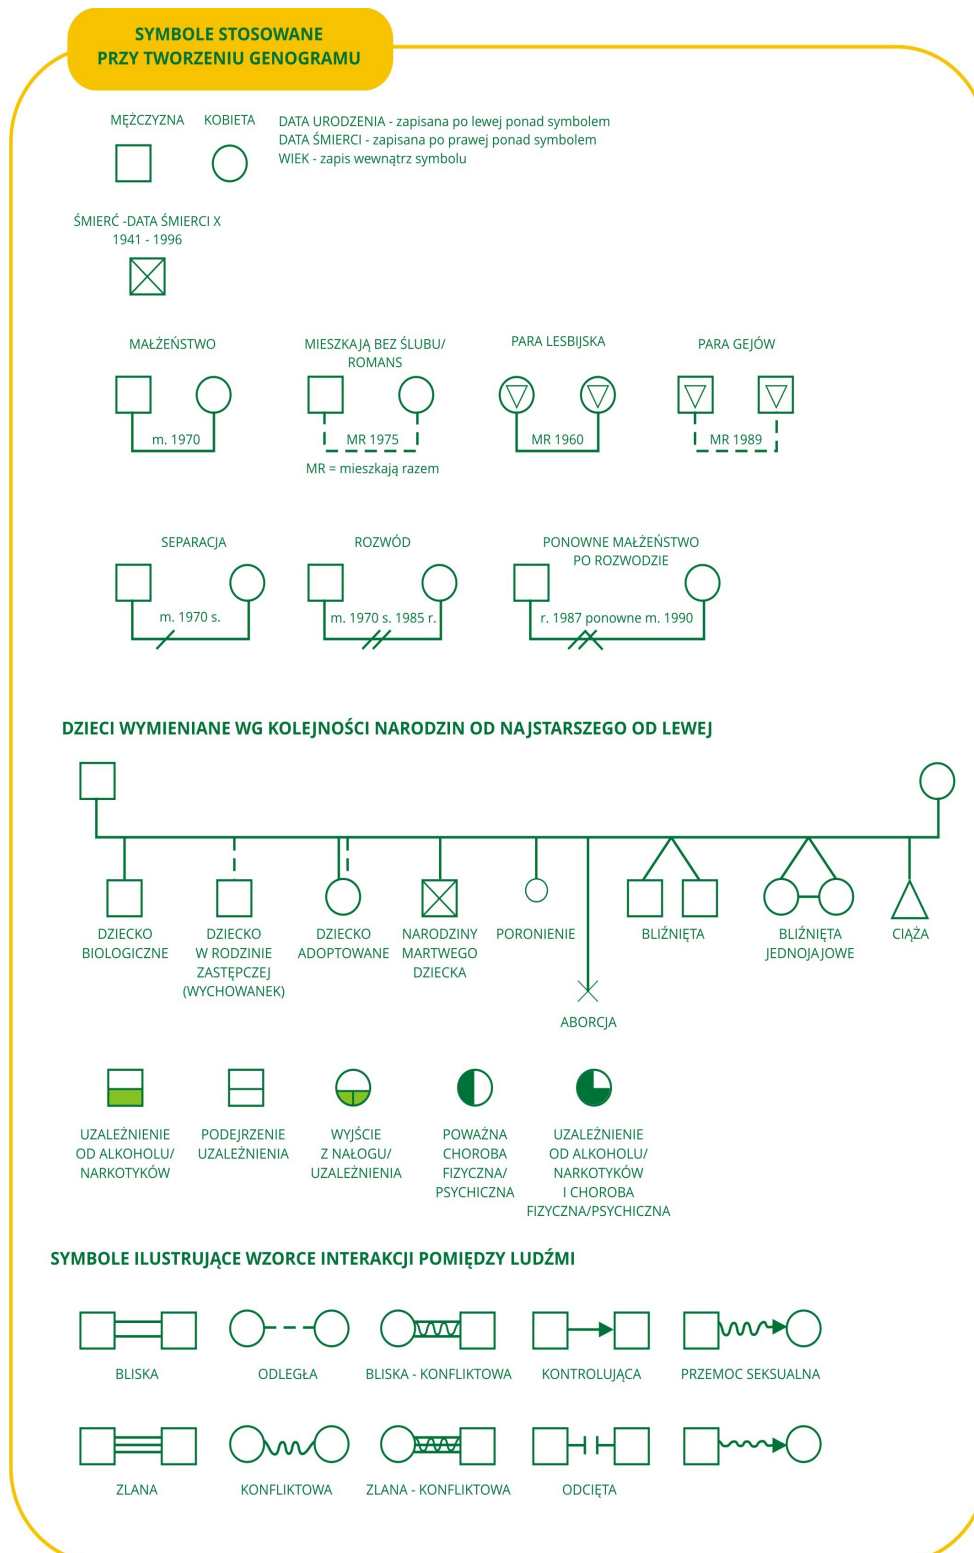 SYMBOLE STOSOWANE
PRZY TWORZENIU GENOGRAMU
MĘŻCZYZNA
KOBIETA
DATA URODZENIA - zapisana po lewej ponad symbolem
DATA ŚMIERCI - zapisana po prawej ponad symbolem
WIEK - zapis wewnątrz symbolu
ŚMIERĆ -DATA ŚMIERCI X
1941 - 1996
MAŁŻEŃSTWO
m. 1970
MIESZKAJĄ BEZ ŚLUBU/
ROMANS
MR 1975
MR = mieszkają razem
PARA LESBIJSKA
MR 1960
PARA GEJÓW
MR 1989
SEPARACJA
m. 1970 s.
ROZWÓD
m. 1970 s. 1985 r.
PONOWNE MAŁŻEŃSTWO
PO ROZWODZIE
r. 1987 ponowne m. 1990
DZIECI WYMIENIANE WG KOLEJNOŚCI NARODZIN OD NAJSTARSZEGO OD LEWEJ
DZIECKO
BIOLOGICZNE
DZIECKO
W RODZINIE
ZASTĘPCZEJ
(WYCHOWANEK)
DZIECKO
ADOPTOWANE
NARODZINY
MARTWEGO
DZIECKA
PORONIENIE
ABORCJA
BLIŹNIĘTA
BLIŹNIĘTA
JEDNOJAJOWE
CIĄŻA
UZALEŻNIENIE
OD ALKOHOLU/
NARKOTYKÓW
PODEJRZENIE
UZALEŻNIENIA
WYJŚCIE
Z NAŁOGU/
UZALEŻNIENIA
POWAŻNA
CHOROBA
FIZYCZNA/
PSYCHICZNA
UZALEŻNIENIE
OD ALKOHOLU/
NARKOTYKÓW
I CHOROBA
FIZYCZNA/PSYCHICZNA
SYMBOLE ILUSTRUJĄCE WZORCE INTERAKCJI POMIĘDZY LUDŹMI
BLISKA
ODLEGŁA
BLISKA - KONFLIKTOWA
KONTROLUJĄCA
PRZEMOC SEKSUALNA
ZLANA
KONFLIKTOWA
ZLANA - KONFLIKTOWA
ODCIĘTA